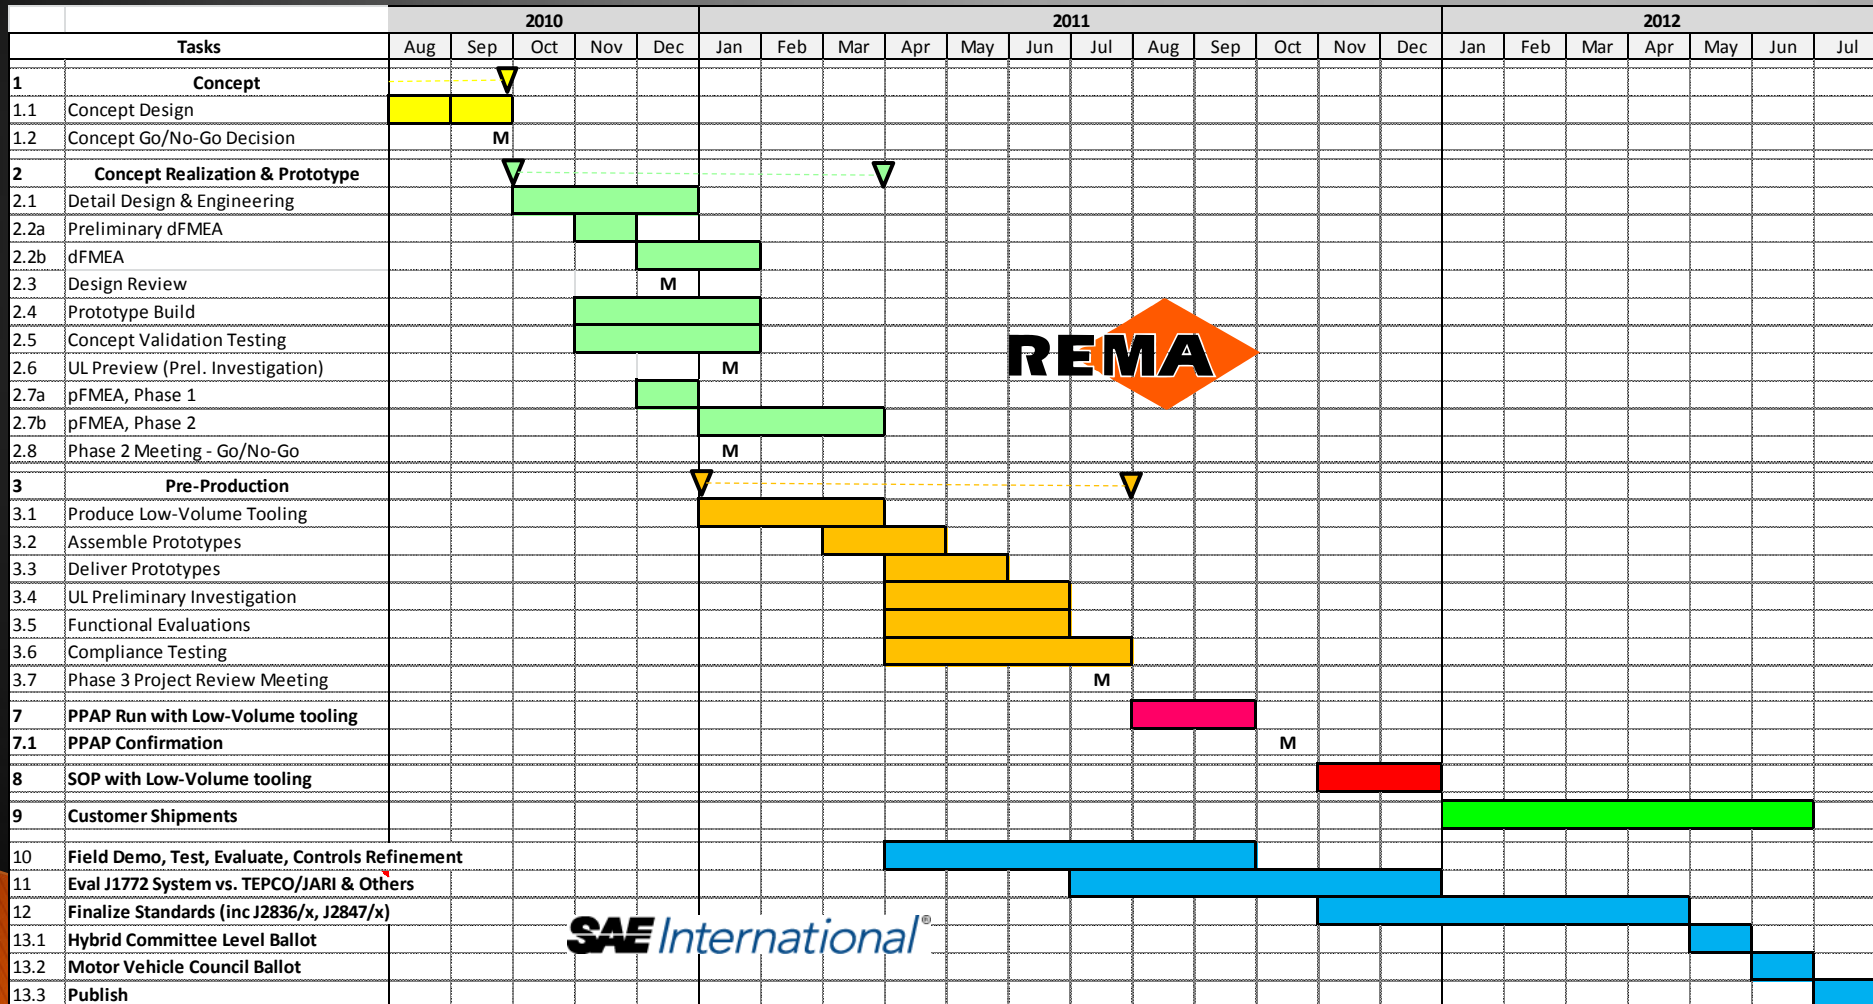 2010 2011 2012
Tasks Aug Sep Oct Nov Dec Jan Feb Mar Apr May Jun Jul Aug Sep Oct Nov Dec Jan Feb Mar Apr May Jun Jul
1 Concept
1.1 Concept Design
1.2 Concept Go/No-Go Decision M
2 Concept Realization & Prototype
2.1 Detail Design & Engineering
2.2a Preliminary dFMEA
2.2b dFMEA
2.3 Design Review M
2.4 Prototype Build
2.5 Concept Validation Testing
REMA
2.6 UL Preview (Prel. Investigation) M
2.7a pFMEA, Phase 1
2.7b pFMEA, Phase 2
2.8 Phase 2 Meeting - Go/No-Go M
3 Pre-Production
3.1 Produce Low-Volume Tooling
3.2 Assemble Prototypes
3.3 Deliver Prototypes
3.4 UL Preliminary Investigation
3.5 Functional Evaluations
3.6 Compliance Testing
3.7 Phase 3 Project Review Meeting M
7 PPAP Run with Low-Volume tooling
7.1 PPAP Confirmation M
8 SOP with Low-Volume tooling
9 Customer Shipments
10 Field Demo, Test, Evaluate, Controls Refinement
11 Eval J1772 System vs. TEPCO/JARI & Others
12 Finalize Standards (inc J2836/x, J2847/x)
SAE International®
13.1 Hybrid Committee Level Ballot
13.2 Motor Vehicle Council Ballot
13.3 Publish